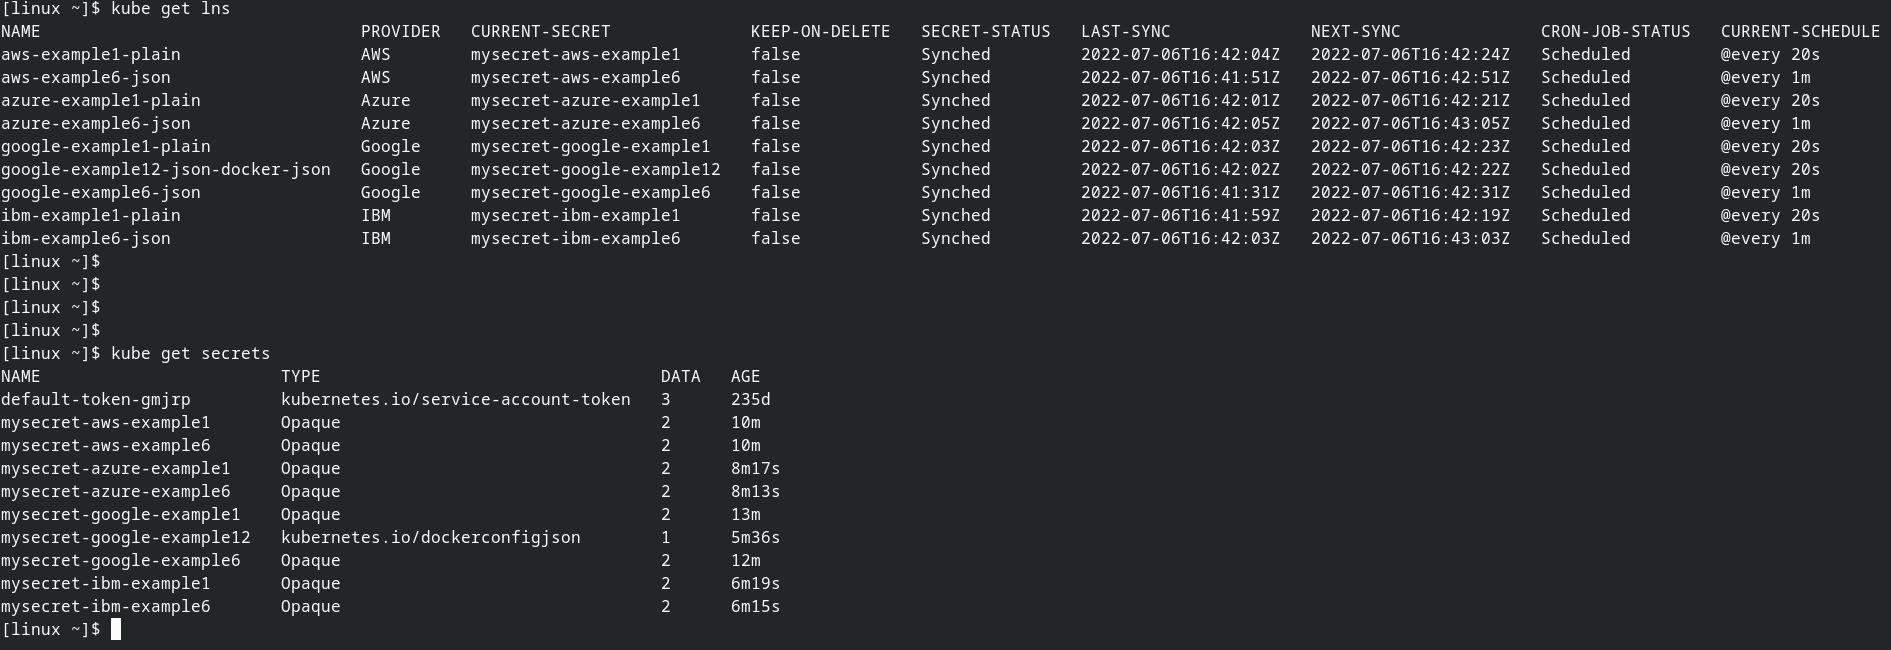 [linux ~]$ kube get lns
NAME                                PROVIDER   CURRENT-SECRET              KEEP-ON-DELETE   SECRET-STATUS   LAST-SYNC              NEXT-SYNC              CRON-JOB-STATUS   CURRENT-SCHEDULE
aws-example1-plain                  AWS        mysecret-aws-example1       false            Synched         2022-07-06T16:42:04Z   2022-07-06T16:42:24Z   Scheduled         @every 20s
aws-example6-json                   AWS        mysecret-aws-example6       false            Synched         2022-07-06T16:41:51Z   2022-07-06T16:42:51Z   Scheduled         @every 1m
azure-example1-plain                Azure      mysecret-azure-example1     false            Synched         2022-07-06T16:42:01Z   2022-07-06T16:42:21Z   Scheduled         @every 20s
azure-example6-json                 Azure      mysecret-azure-example6     false            Synched         2022-07-06T16:42:05Z   2022-07-06T16:43:05Z   Scheduled         @every 1m
google-example1-plain               Google     mysecret-google-example1    false            Synched         2022-07-06T16:42:03Z   2022-07-06T16:42:23Z   Scheduled         @every 20s
google-example12-json-docker-json   Google     mysecret-google-example12   false            Synched         2022-07-06T16:42:02Z   2022-07-06T16:42:22Z   Scheduled         @every 20s
google-example6-json                Google     mysecret-google-example6    false            Synched         2022-07-06T16:41:31Z   2022-07-06T16:42:31Z   Scheduled         @every 1m
ibm-example1-plain                  IBM        mysecret-ibm-example1       false            Synched         2022-07-06T16:41:59Z   2022-07-06T16:42:19Z   Scheduled         @every 20s
ibm-example6-json                   IBM        mysecret-ibm-example6       false            Synched         2022-07-06T16:42:03Z   2022-07-06T16:43:03Z   Scheduled         @every 1m
[linux ~]$
[linux ~]$
[linux ~]$
[linux ~]$
[linux ~]$ kube get secrets
NAME                        TYPE                                  DATA   AGE
default-token-gmjrp         kubernetes.io/service-account-token   3      235d
mysecret-aws-example1       Opaque                                2      10m
mysecret-aws-example6       Opaque                                2      10m
mysecret-azure-example1     Opaque                                2      8m17s
mysecret-azure-example6     Opaque                                2      8m13s
mysecret-google-example1    Opaque                                2      13m
mysecret-google-example12   kubernetes.io/dockerconfigjson        1      5m36s
mysecret-google-example6    Opaque                                2      12m
mysecret-ibm-example1       Opaque                                2      6m19s
mysecret-ibm-example6       Opaque                                2      6m15s
[linux ~]$